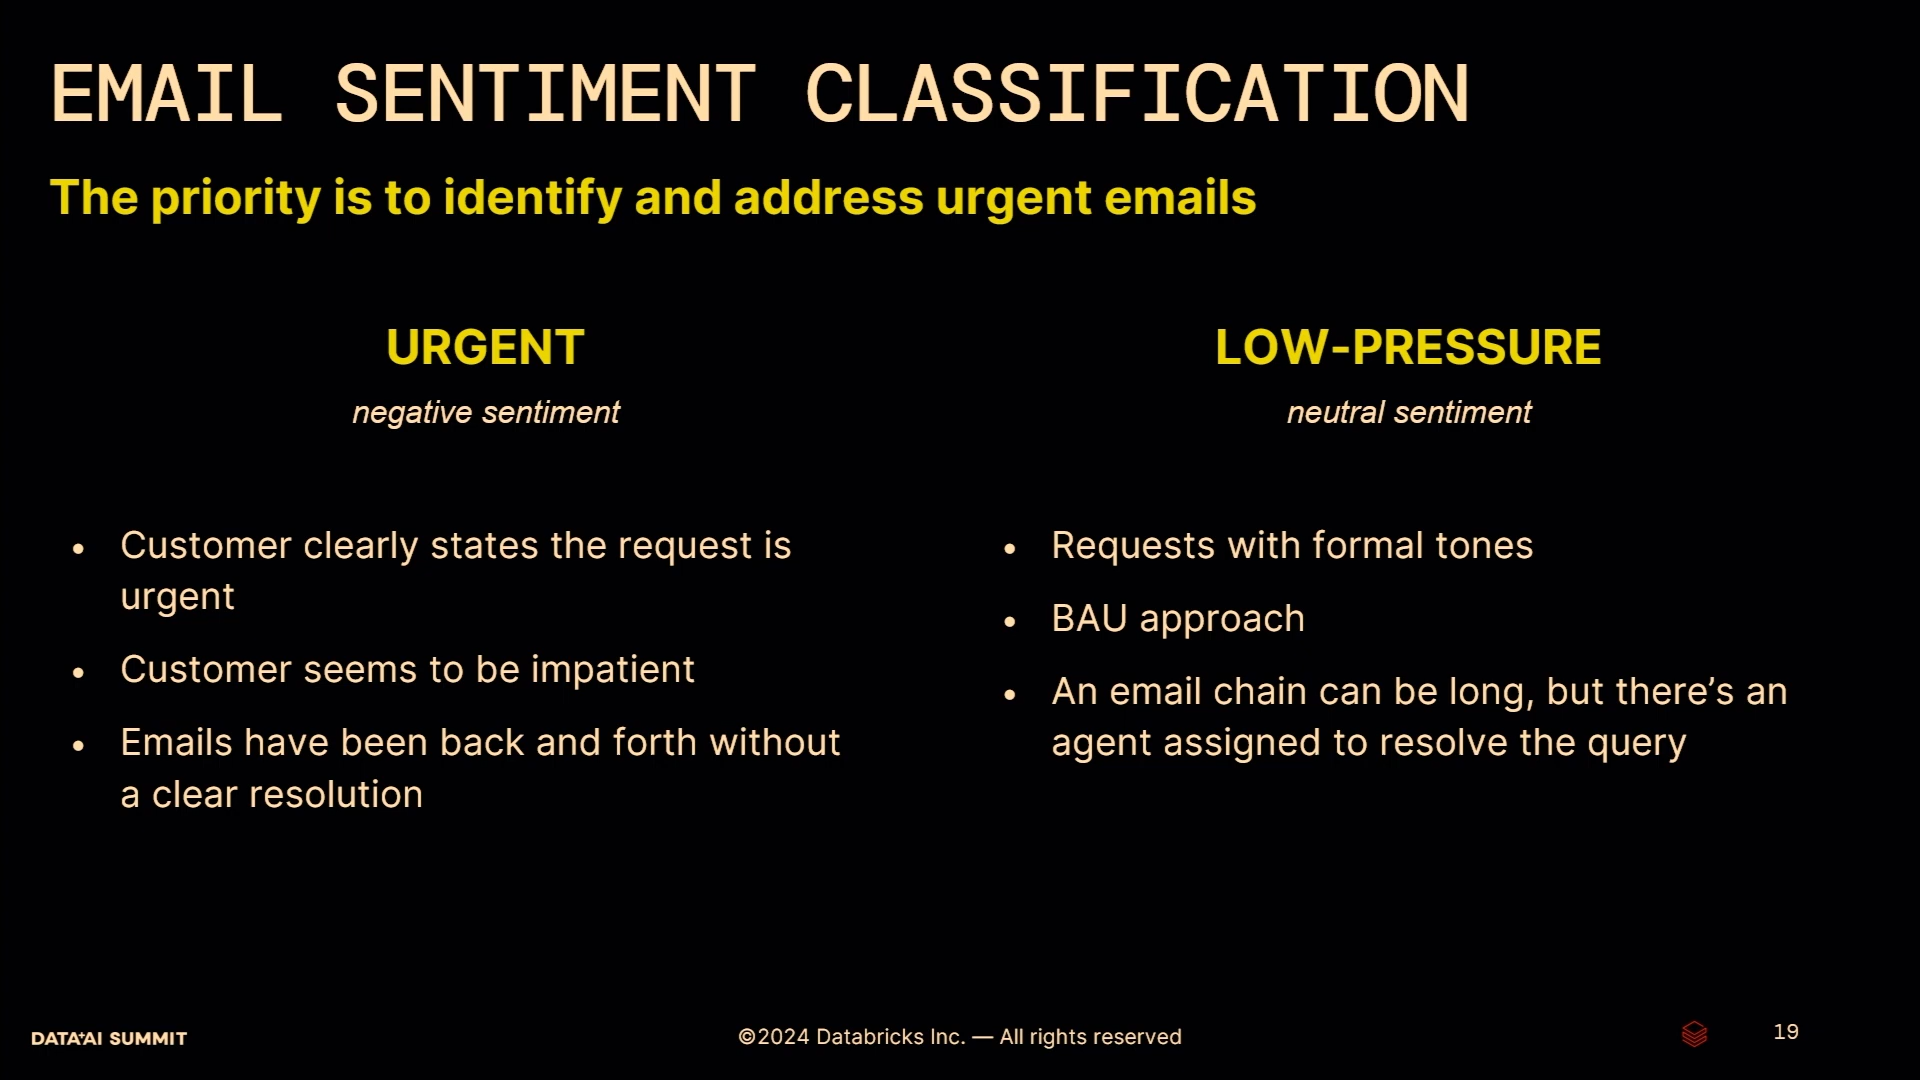 EMAIL SENTIMENT CLASSIFICATION
The priority is to identify and address urgent emails
URGENT
negative sentiment
• Customer clearly states the request is
urgent
• Customer seems to be impatient
• Emails have been back and forth without
a clear resolution
LOW-PRESSURE
neutral sentiment
• Requests with formal tones
• BAU approach
• An email chain can be long, but there’s an
agent assigned to resolve the query
DATA+AI SUMMIT
©2024 Databricks Inc. — All rights reserved
19